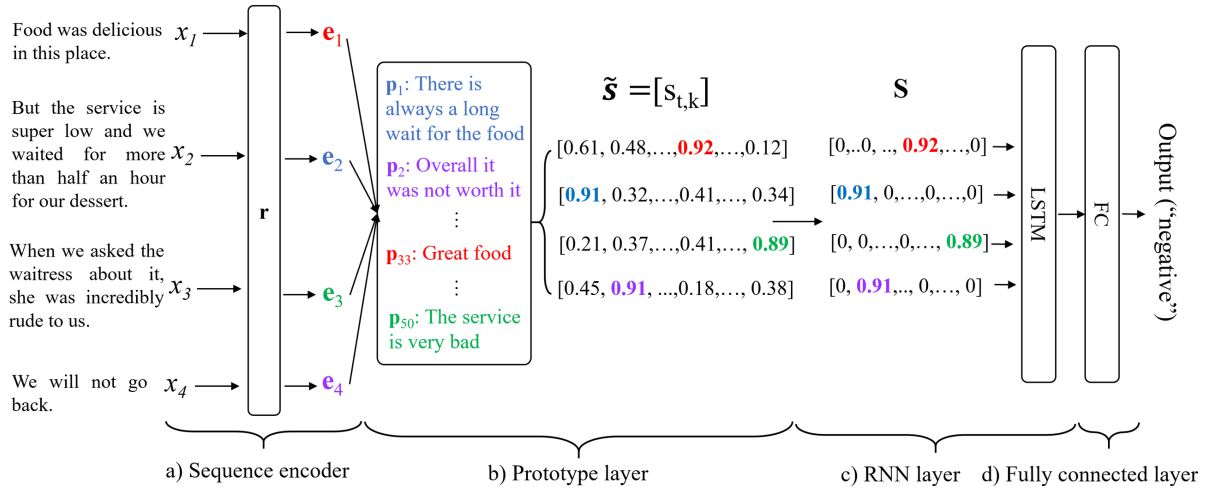 Food was delicious
in this place.
x1
e1
But the service is
super low and we
waited for more
than half an hour
for our dessert.
x2
e2
When we asked the
waitress about it,
she was incredibly
rude to us.
x3
e3
We will not go
back.
x4
e4
r
p1: There is
always a long
wait for the food
p2: Overall it
was not worth it
⋮
p33: Great food
⋮
p50: The service
is very bad
s̃ =[st,k]
[0.61, 0.48,…,0.92,…,0.12]
[0.91, 0.32,…,0.41,…, 0.34]
[0.21, 0.37,…,0.41,…, 0.89]
[0.45, 0.91, ...,0.18,…, 0.38]
S
[0,..0, .., 0.92,…,0]
[0.91, 0,…,0,…,0]
[0, 0,…,0,…, 0.89]
[0, 0.91,.., 0,…, 0]
LSTM
FC
Output (“negative”)
a) Sequence encoder
b) Prototype layer
c) RNN layer
d) Fully connected layer